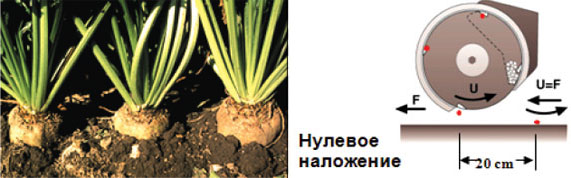 U
U=F
F
Нулевое
наложение
20 cm